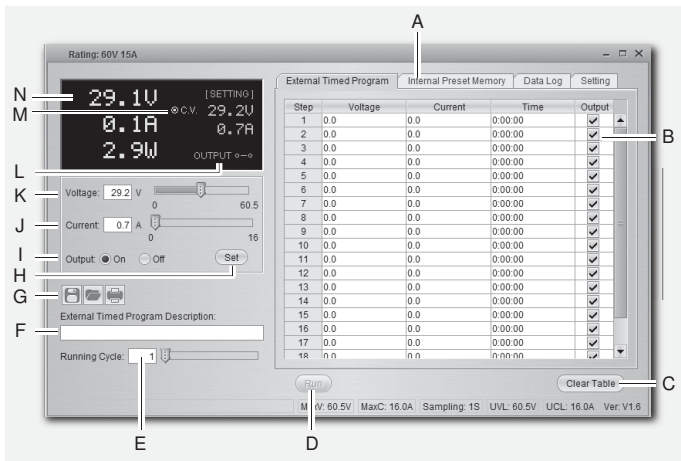 A
Rating: 60V 15A
External Timed Program
Internal Preset Memory
Data Log
Setting
N
29.1V
[SETTING]
M
C.V.
29.2V
0.1A
0.7A
2.9W
L
OUTPUT
Step Voltage Current Time Output
1 0.0 0.0 0:00:00
2 0.0 0.0 0:00:00
B
3 0.0 0.0 0:00:00
4 0.0 0.0 0:00:00
5 0.0 0.0 0:00:00
6 0.0 0.0 0:00:00
7 0.0 0.0 0:00:00
8 0.0 0.0 0:00:00
9 0.0 0.0 0:00:00
10 0.0 0.0 0:00:00
11 0.0 0.0 0:00:00
12 0.0 0.0 0:00:00
13 0.0 0.0 0:00:00
14 0.0 0.0 0:00:00
15 0.0 0.0 0:00:00
16 0.0 0.0 0:00:00
17 0.0 0.0 0:00:00
18 0.0 0.0 0:00:00
K
Voltage: 29.2 V
0 60.5
J
Current: 0.7 A
0 16
I
Output: On Off
Set
H
G
External Timed Program Description:
F
Running Cycle: 1
Run
Clear Table
C
MaxV: 60.5V MaxC: 16.0A Sampling: 1S UVL: 60.5V UCL: 16.0A Ver: V1.6
E
D